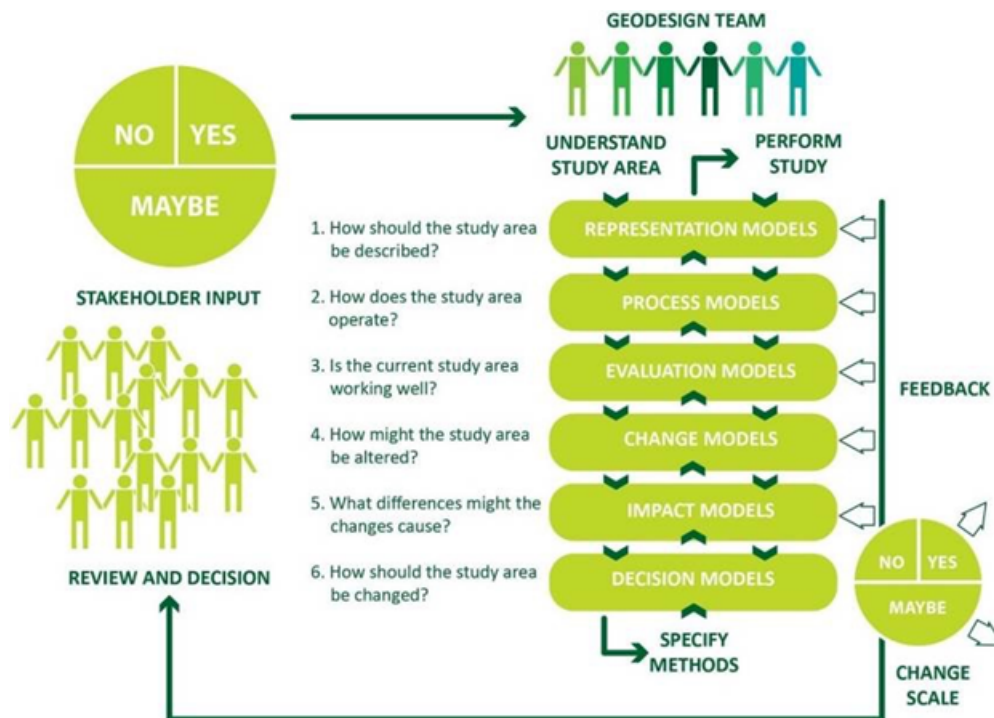 GEODESIGN TEAM
NO YES
MAYBE
STAKEHOLDER INPUT
UNDERSTAND
STUDY AREA
PERFORM
STUDY
1. How should the study area
be described?
REPRESENTATION MODELS
2. How does the study area
operate?
PROCESS MODELS
3. Is the current study area
working well?
EVALUATION MODELS
4. How might the study area
be altered?
CHANGE MODELS
5. What differences might the
changes cause?
IMPACT MODELS
6. How should the study area
be changed?
DECISION MODELS
SPECIFY
METHODS
FEEDBACK
NO YES
MAYBE
CHANGE
SCALE
REVIEW AND DECISION